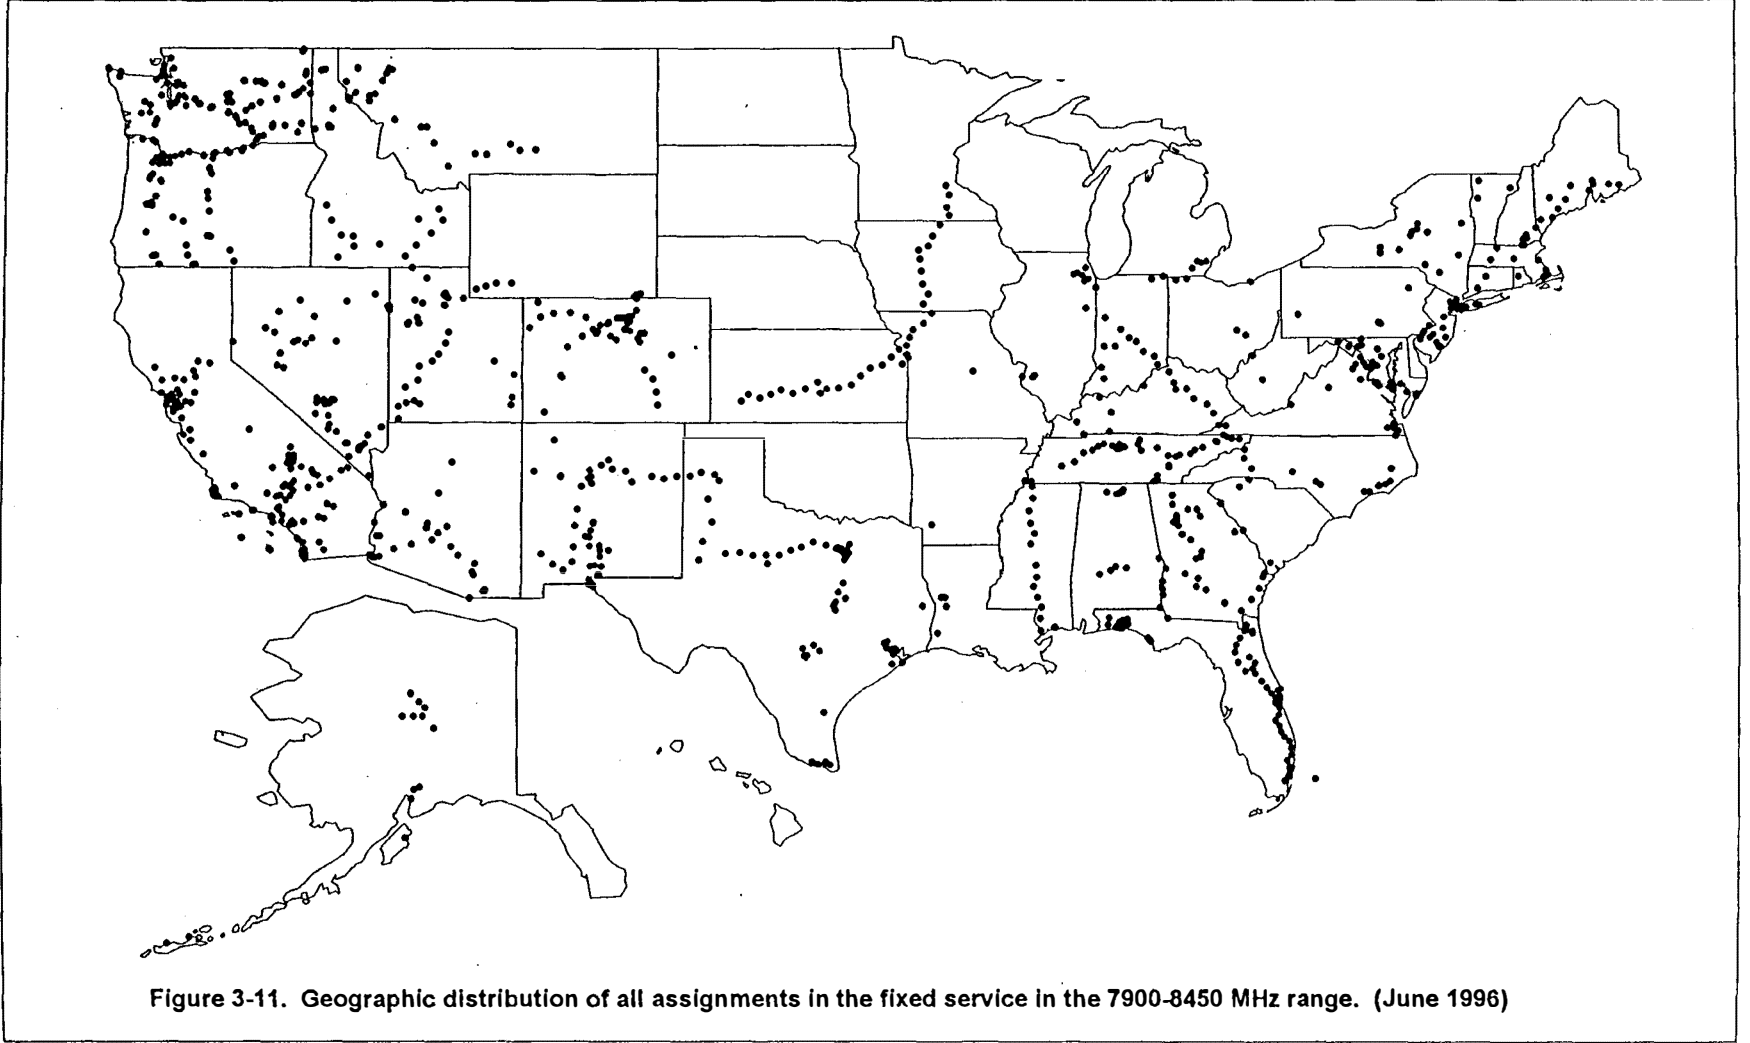 Figure 3-11. Geographic distribution of all assignments in the fixed service in the 7900-8450 MHz range. (June 1996)